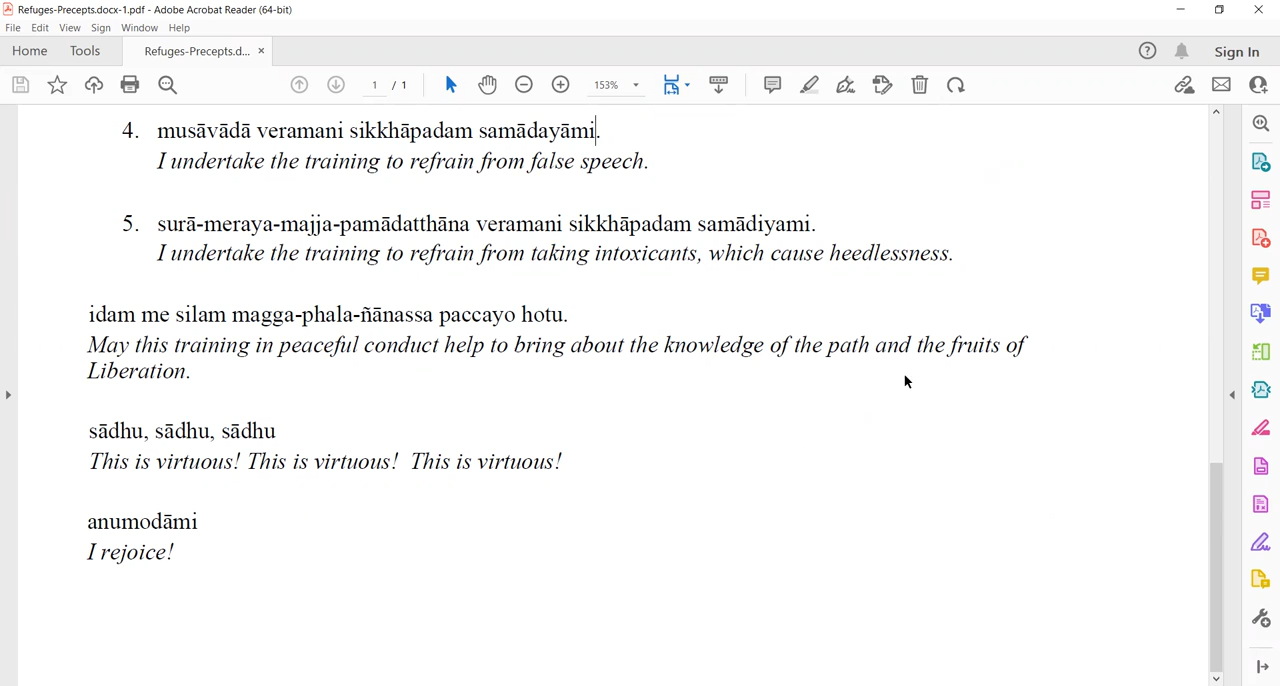 Refuges-Precepts.docx-1.pdf - Adobe Acrobat Reader (64-bit)
File Edit View Sign Window Help
Home Tools Refuges-Precepts.d... × Sign In
1 / 1 153%
4. musāvādā veramani sikkhāpadam samādayāmi.
I undertake the training to refrain from false speech.
5. surā-meraya-majja-pamādatthāna veramani sikkhāpadam samādiyami.
I undertake the training to refrain from taking intoxicants, which cause heedlessness.
idam me silam magga-phala-ñānassa paccayo hotu.
May this training in peaceful conduct help to bring about the knowledge of the path and the fruits of
Liberation.
sādhu, sādhu, sādhu
This is virtuous! This is virtuous! This is virtuous!
anumodāmi
I rejoice!